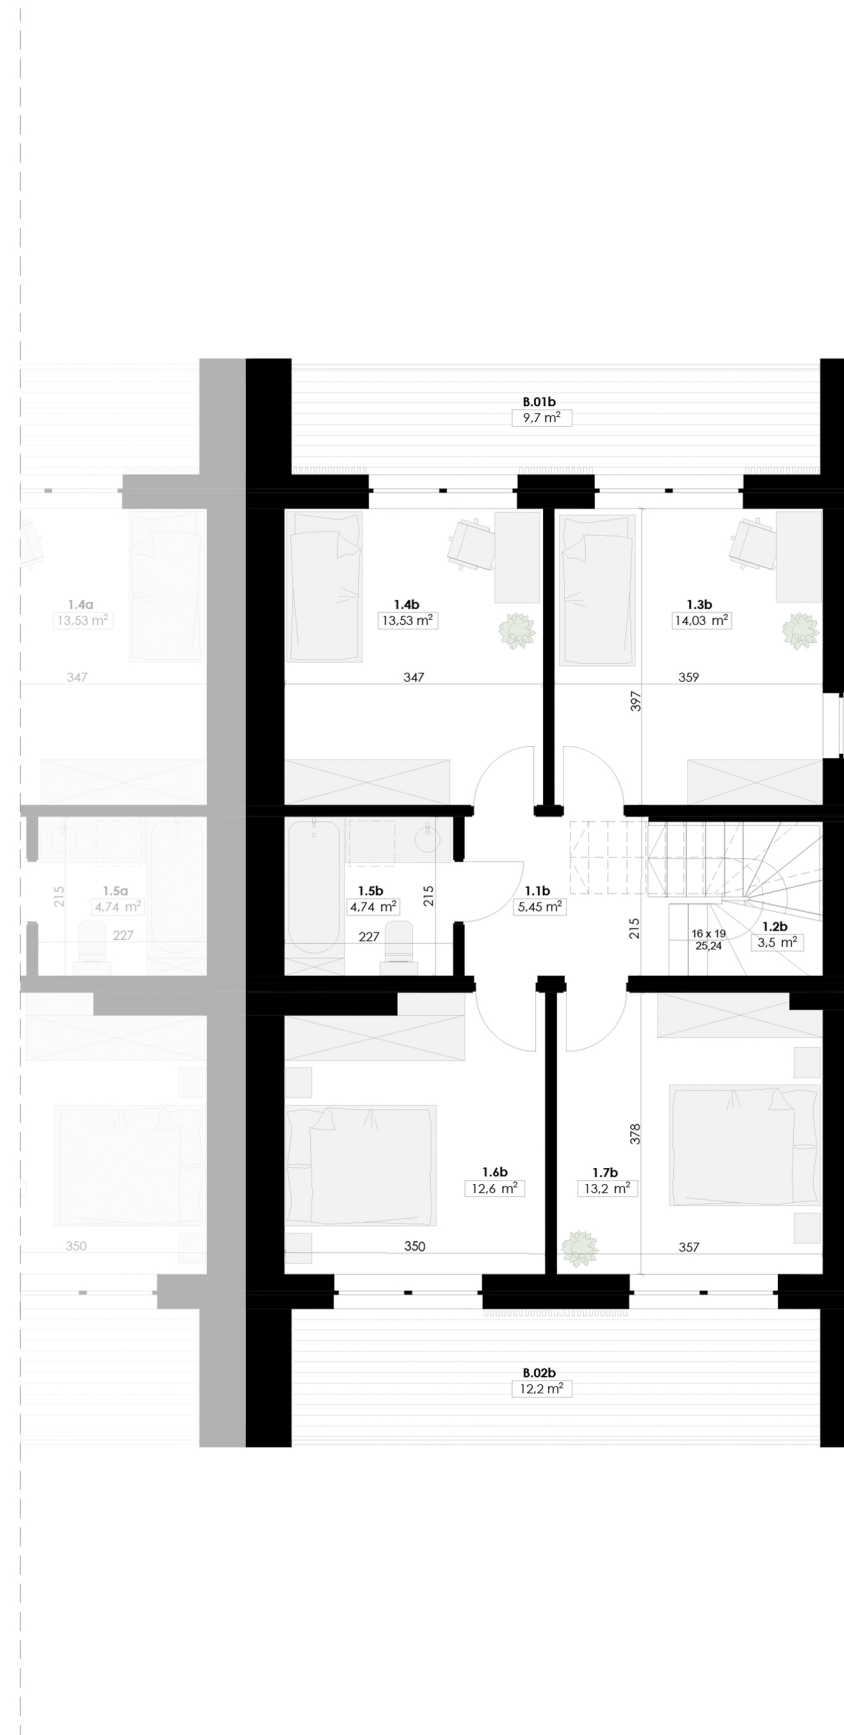 B.01b
9,7 m²
1.4a
13,53 m²
1.4b
13,53 m²
1.3b
14,03 m²
347
347
359
397
1.5a
4,74 m²
215
227
1.5b
4,74 m²
215
227
1.1b
5,45 m²
215
16 x 19
25,24
1.2b
3,5 m²
378
1.6b
12,6 m²
1.7b
13,2 m²
350
350
357
B.02b
12,2 m²